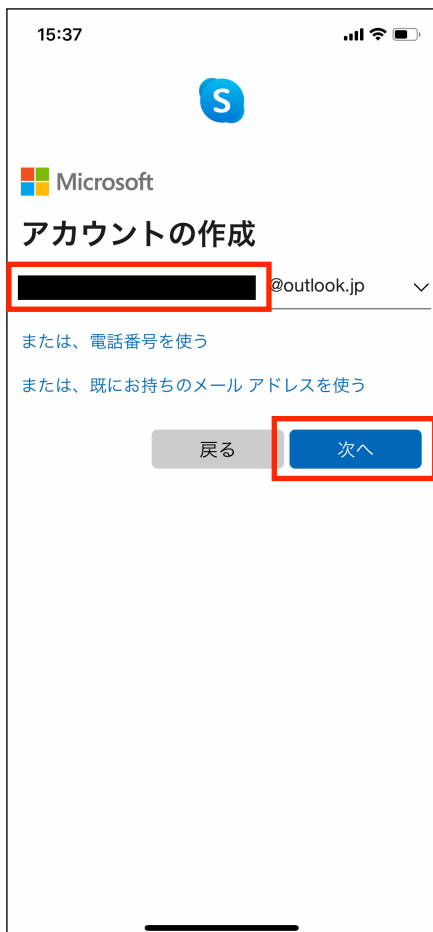 15:37
S
Microsoft
アカウントの作成
@outlook.jp
または、電話番号を使う
または、既にお持ちのメール アドレスを使う
戻る 次へ